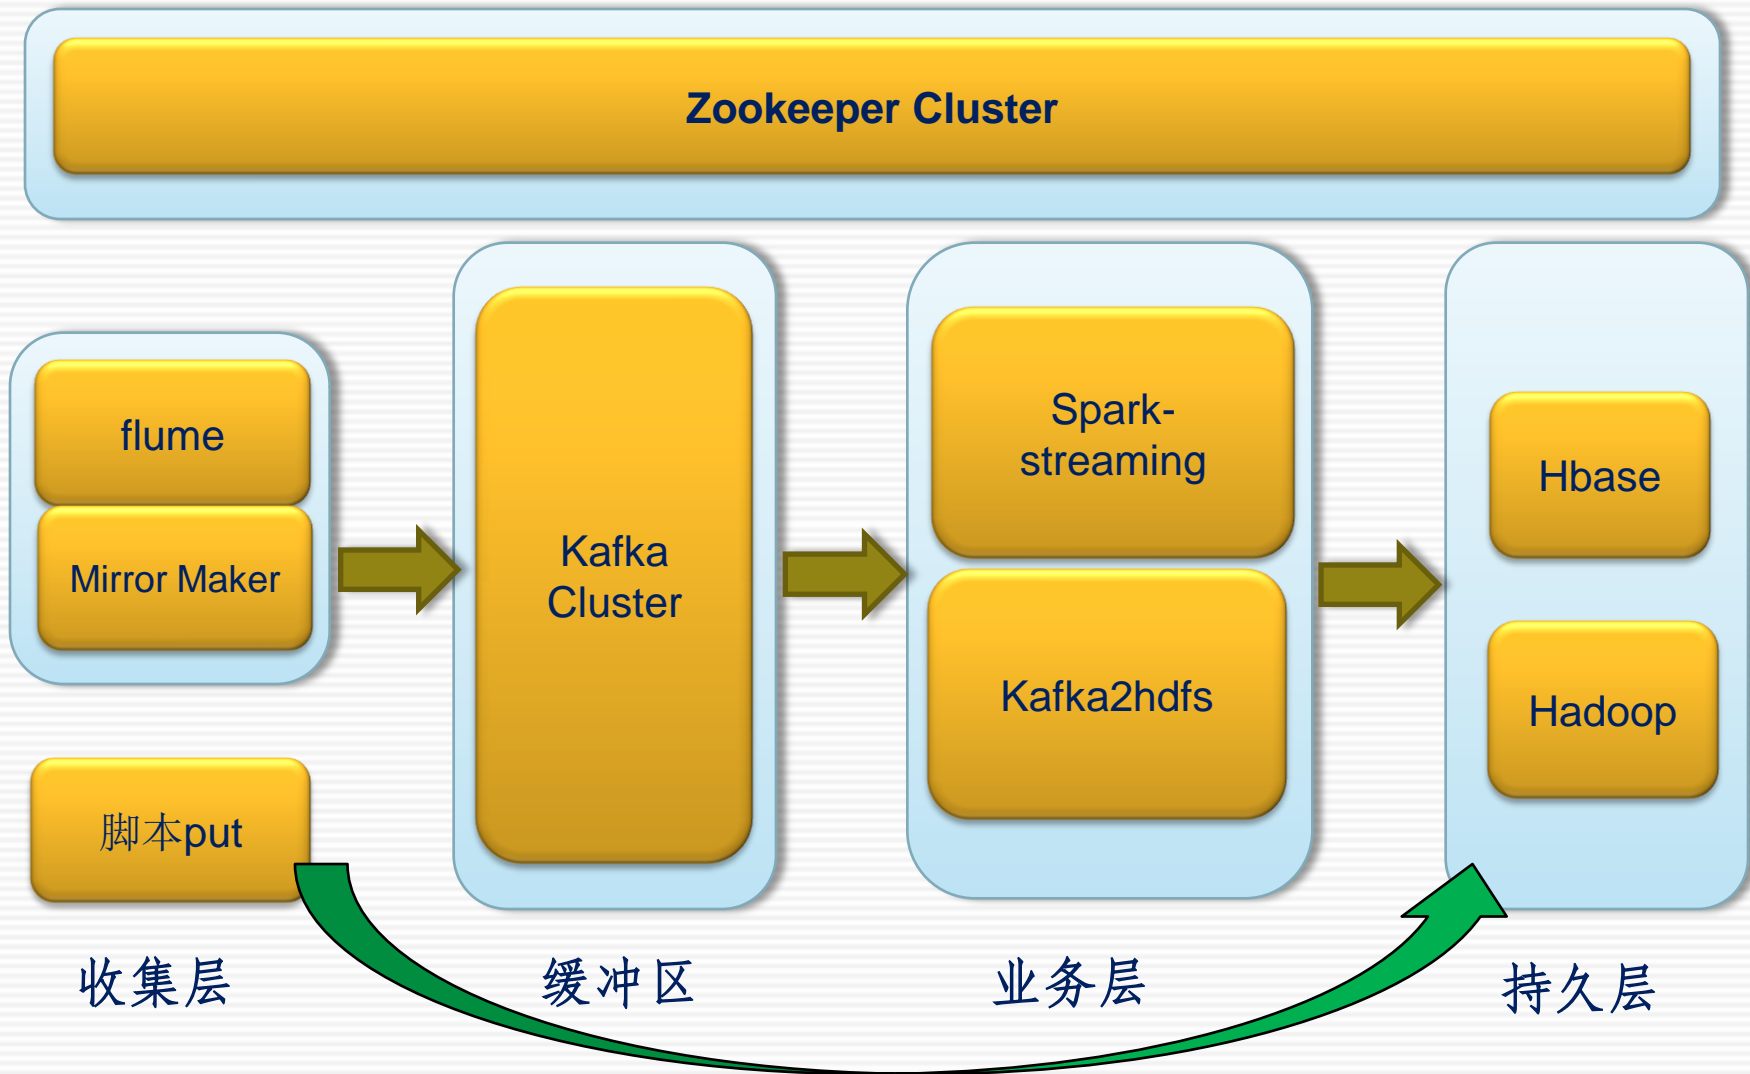 Zookeeper Cluster
flume
Mirror Maker
脚本put
Kafka
Cluster
Spark-
streaming
Kafka2hdfs
Hbase
Hadoop
收集层
缓冲区
业务层
持久层